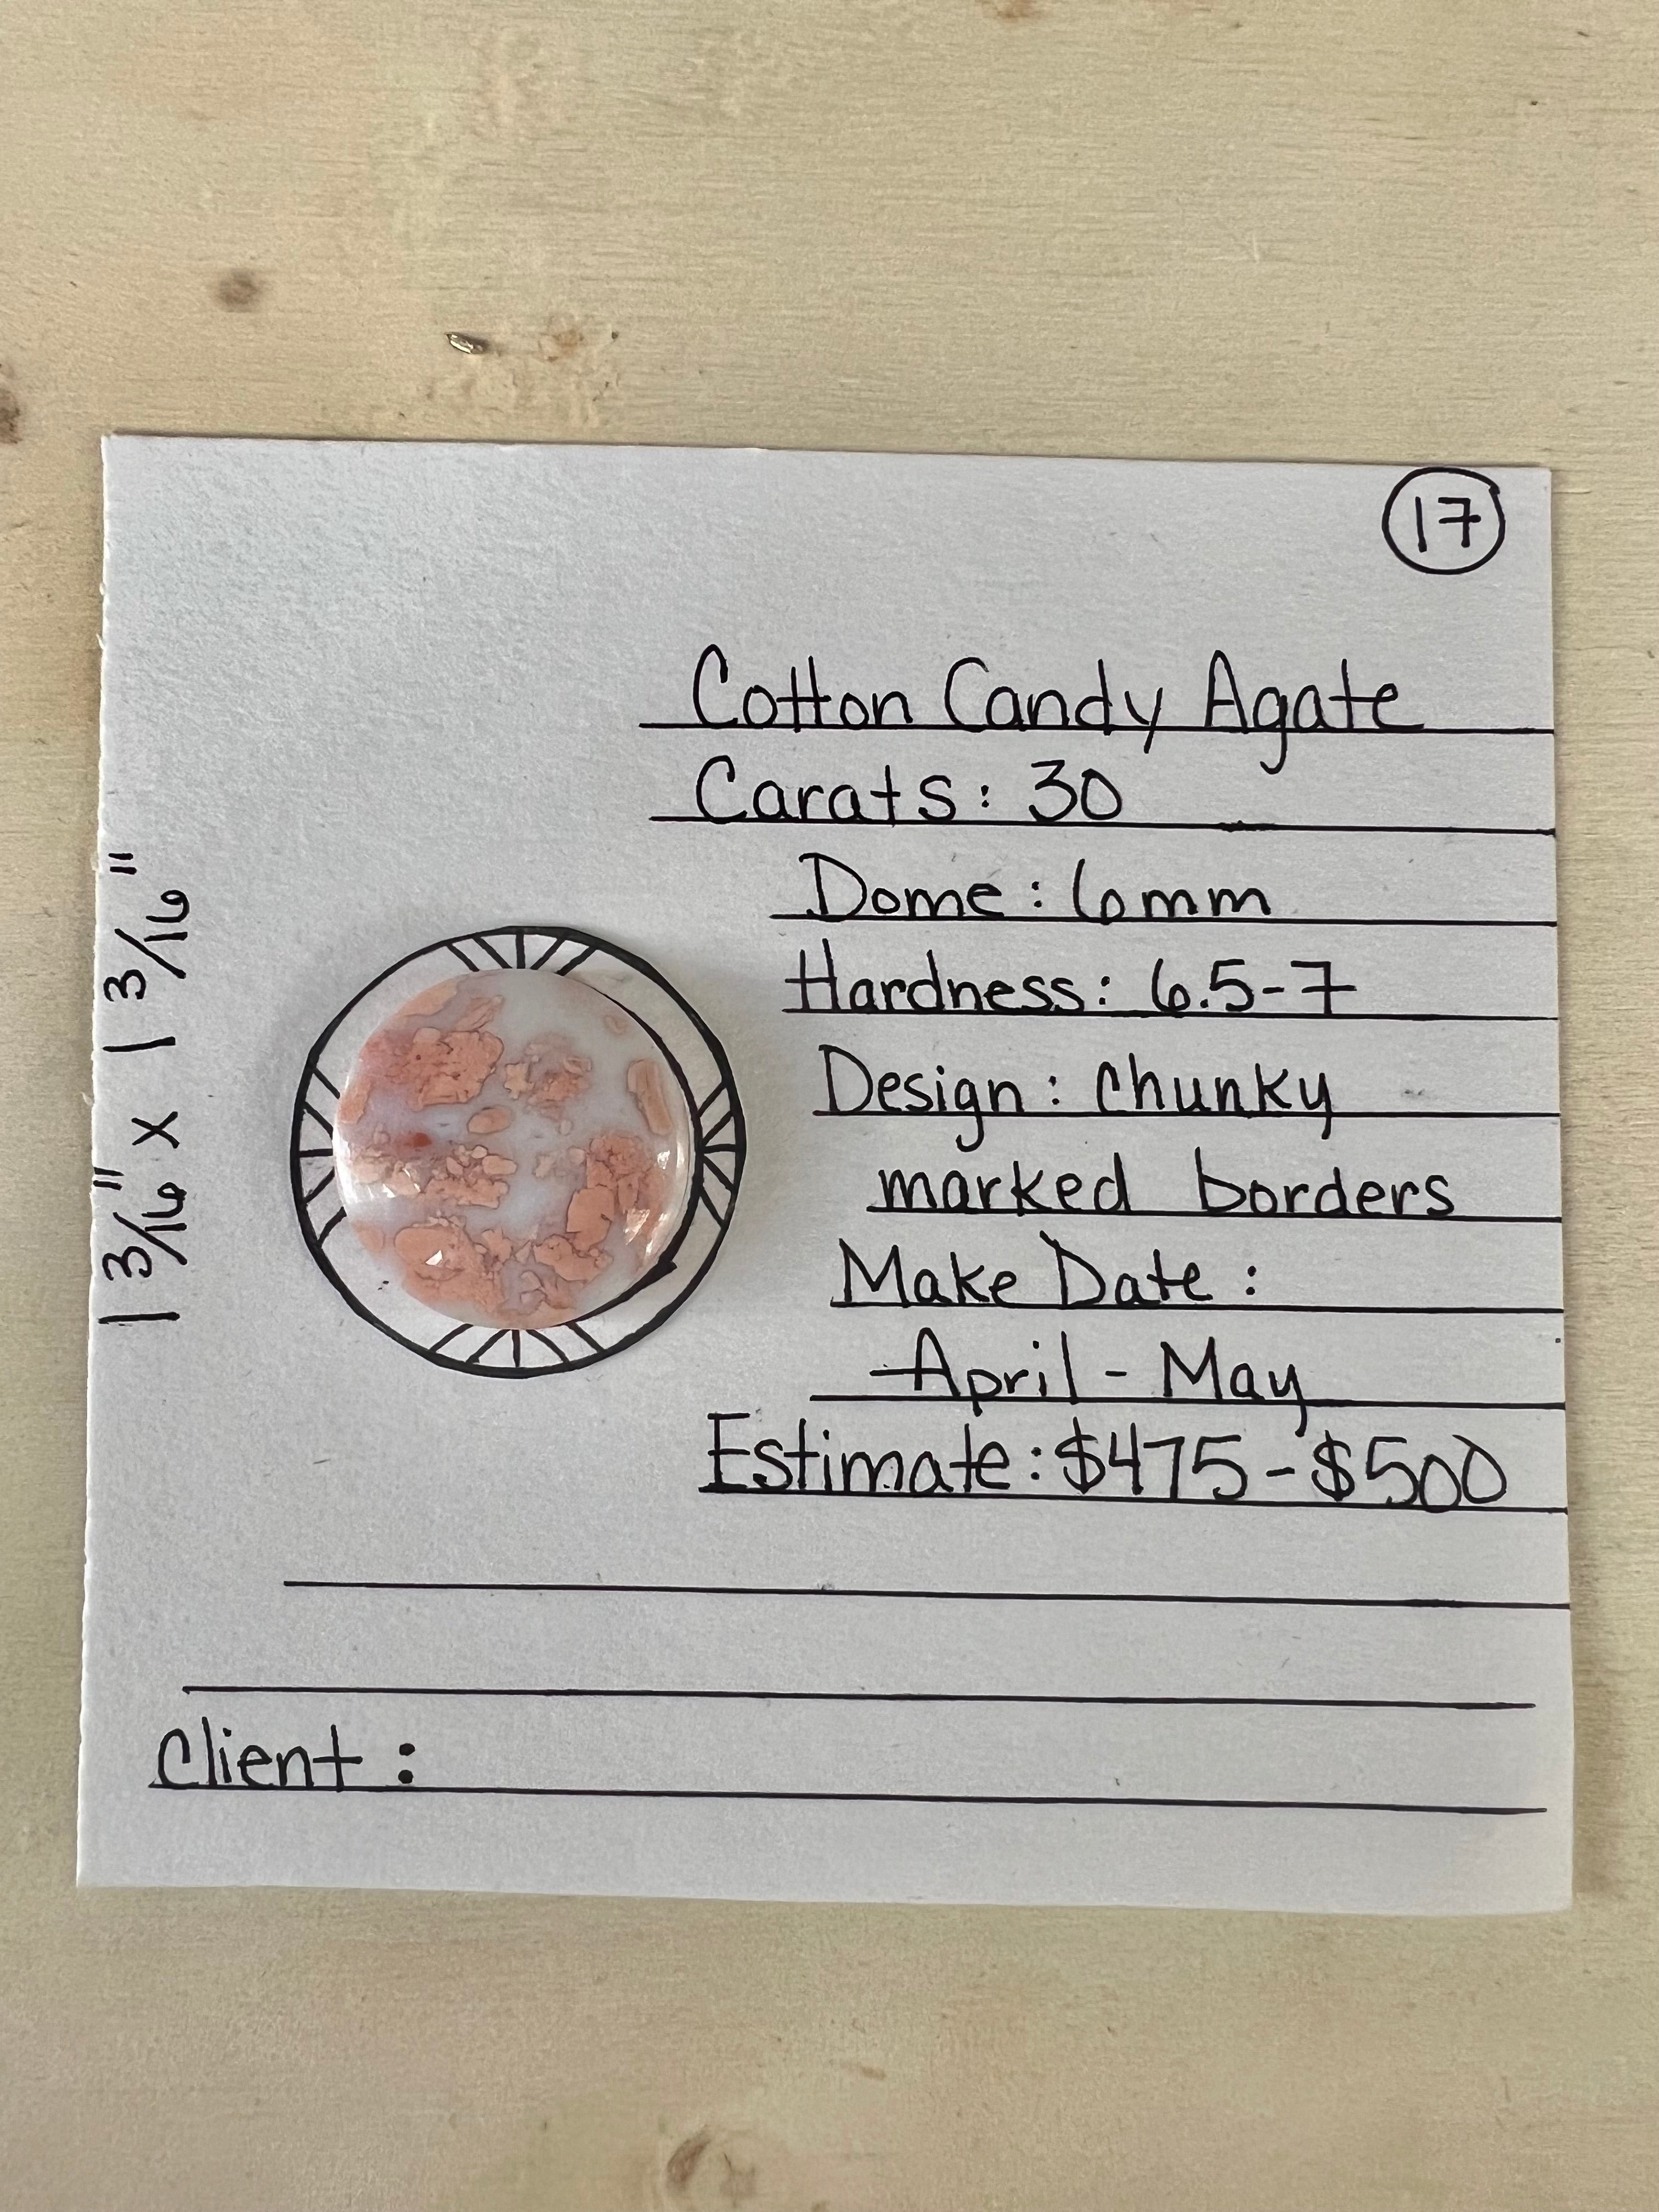 17
Cotton Candy Agate
Carats: 30
Dome: 6mm
Hardness: 6.5-7
Design: Chunky
marked borders
Make Date:
April - May
Estimate: $475-$500
Client:
1 3/16" x 1 3/16"